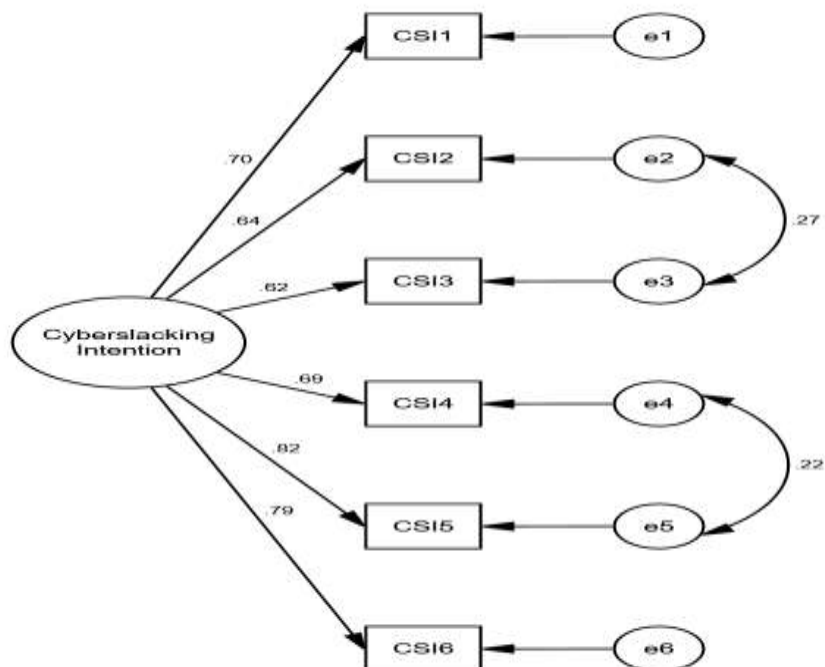 CSI1
e1
.70
CSI2
e2
.64
.27
.62
CSI3
e3
Cyberslacking
Intention
.69
CSI4
e4
.82
.22
.79
CSI5
e5
CSI6
e6